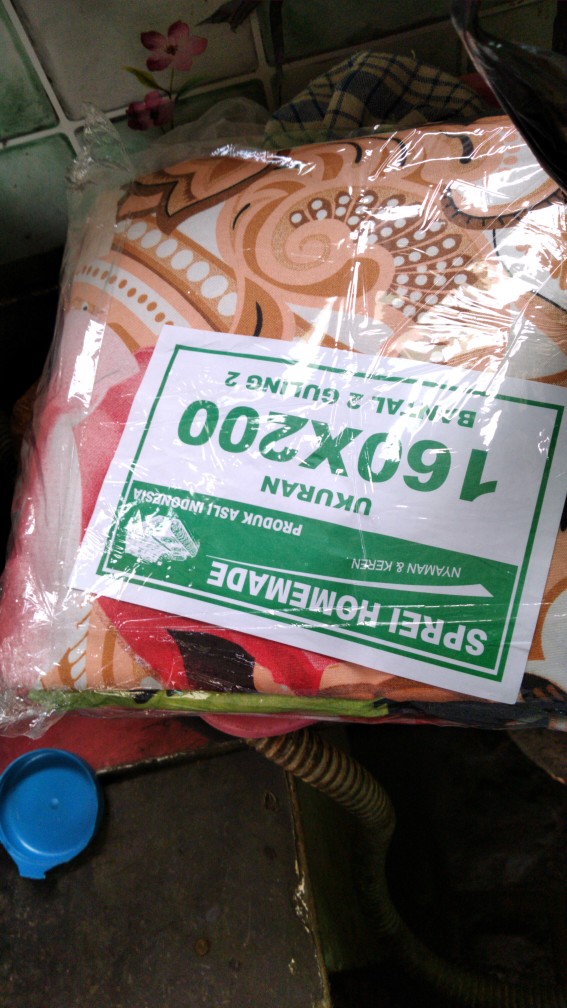 SPREI HOMEMADE
NYAMAN & KEREN
PRODUK ASLI INDONESIA
UKURAN
160X200
BANTAL 2 GULING 2